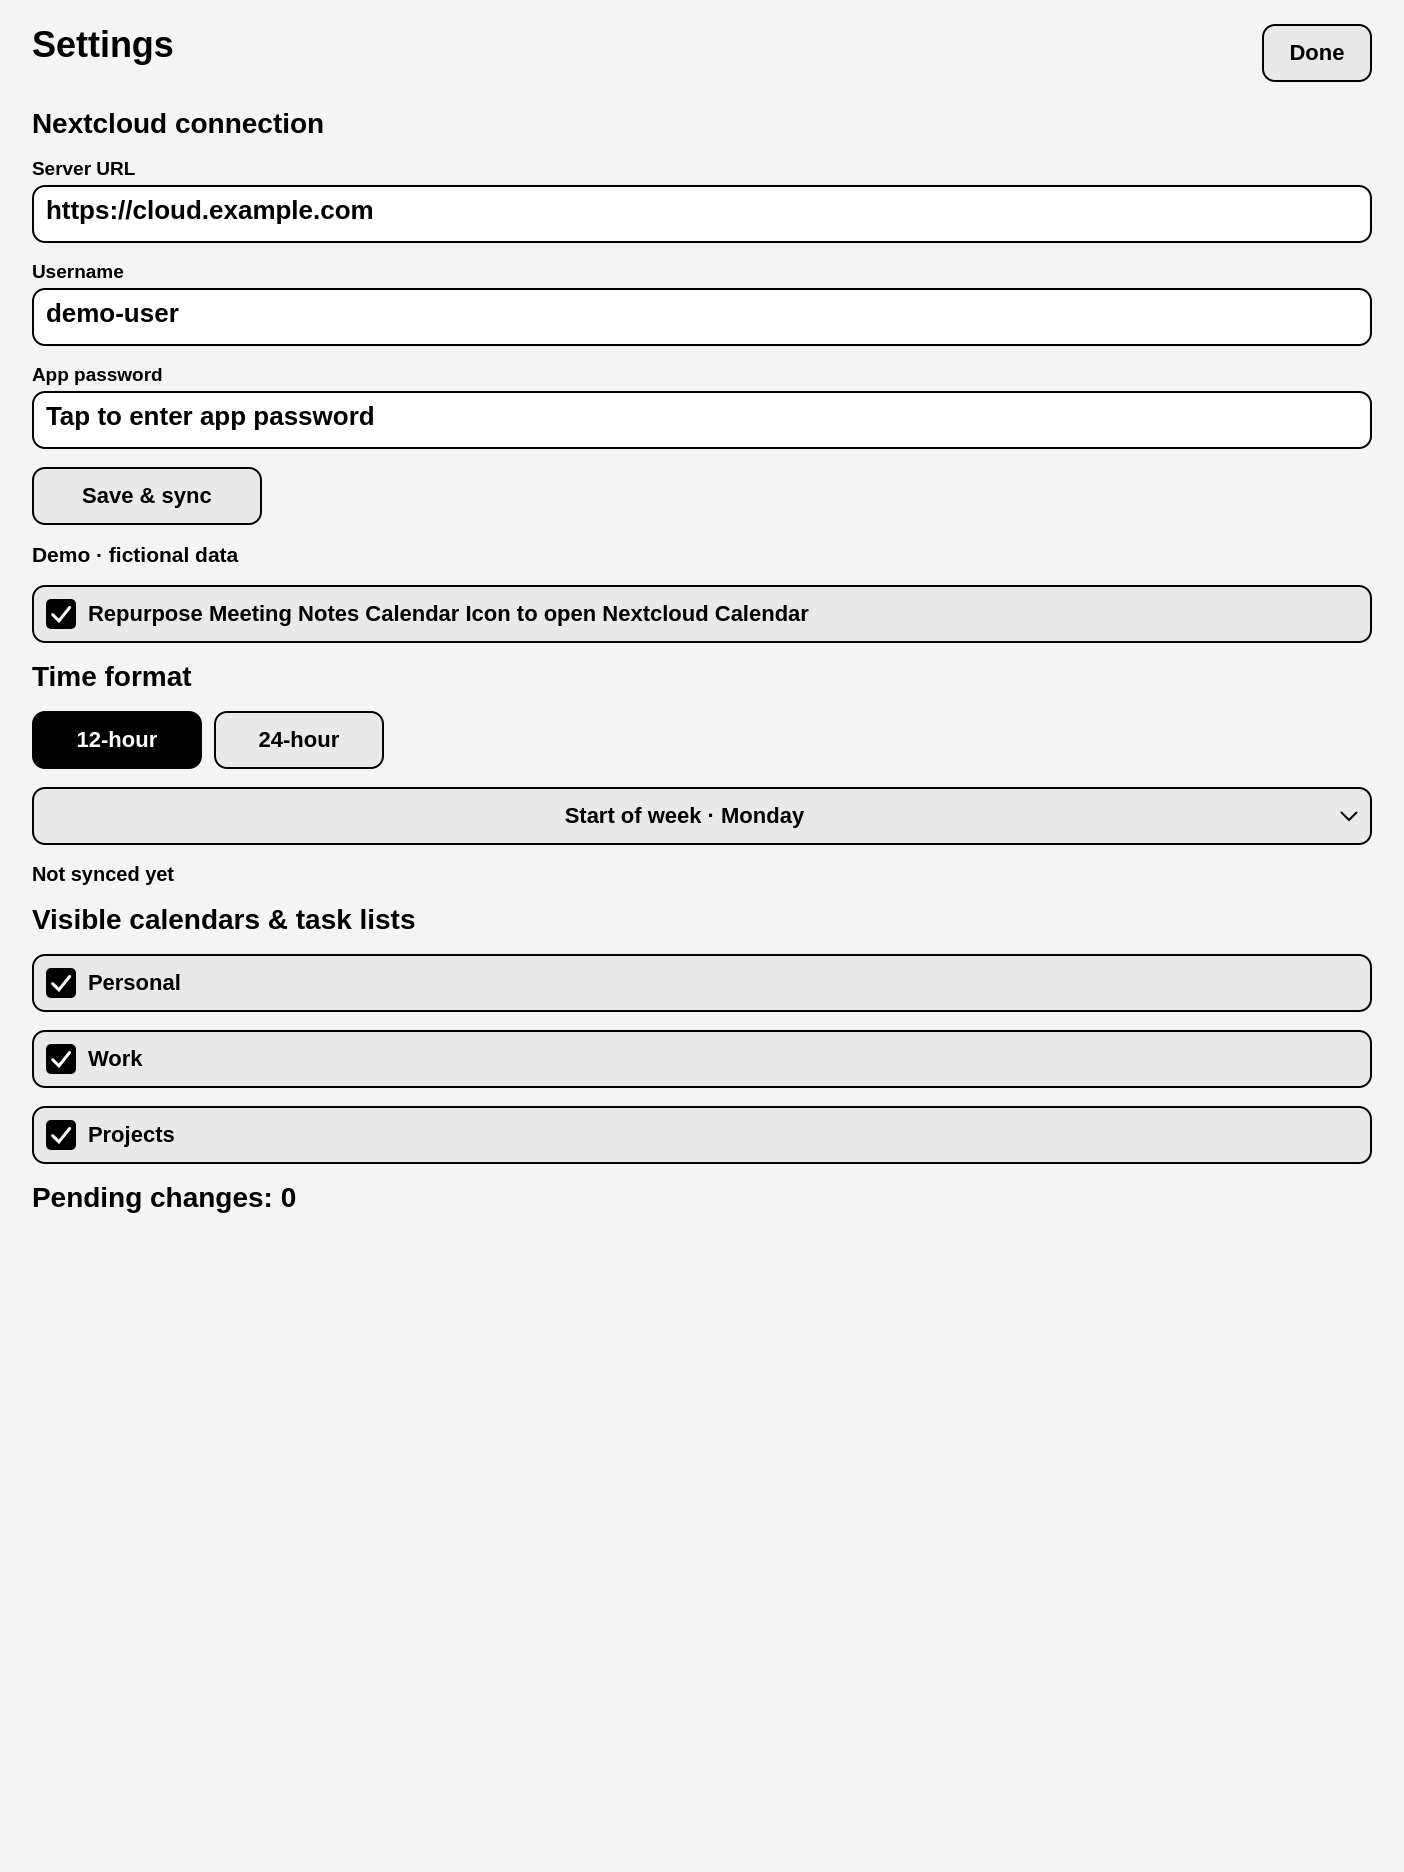 Settings
Done
Nextcloud connection
Server URL
https://cloud.example.com
Username
demo-user
App password
Tap to enter app password
Save & sync
Demo · fictional data
Repurpose Meeting Notes Calendar Icon to open Nextcloud Calendar
Time format
12-hour
24-hour
Start of week · Monday
Not synced yet
Visible calendars & task lists
Personal
Work
Projects
Pending changes: 0